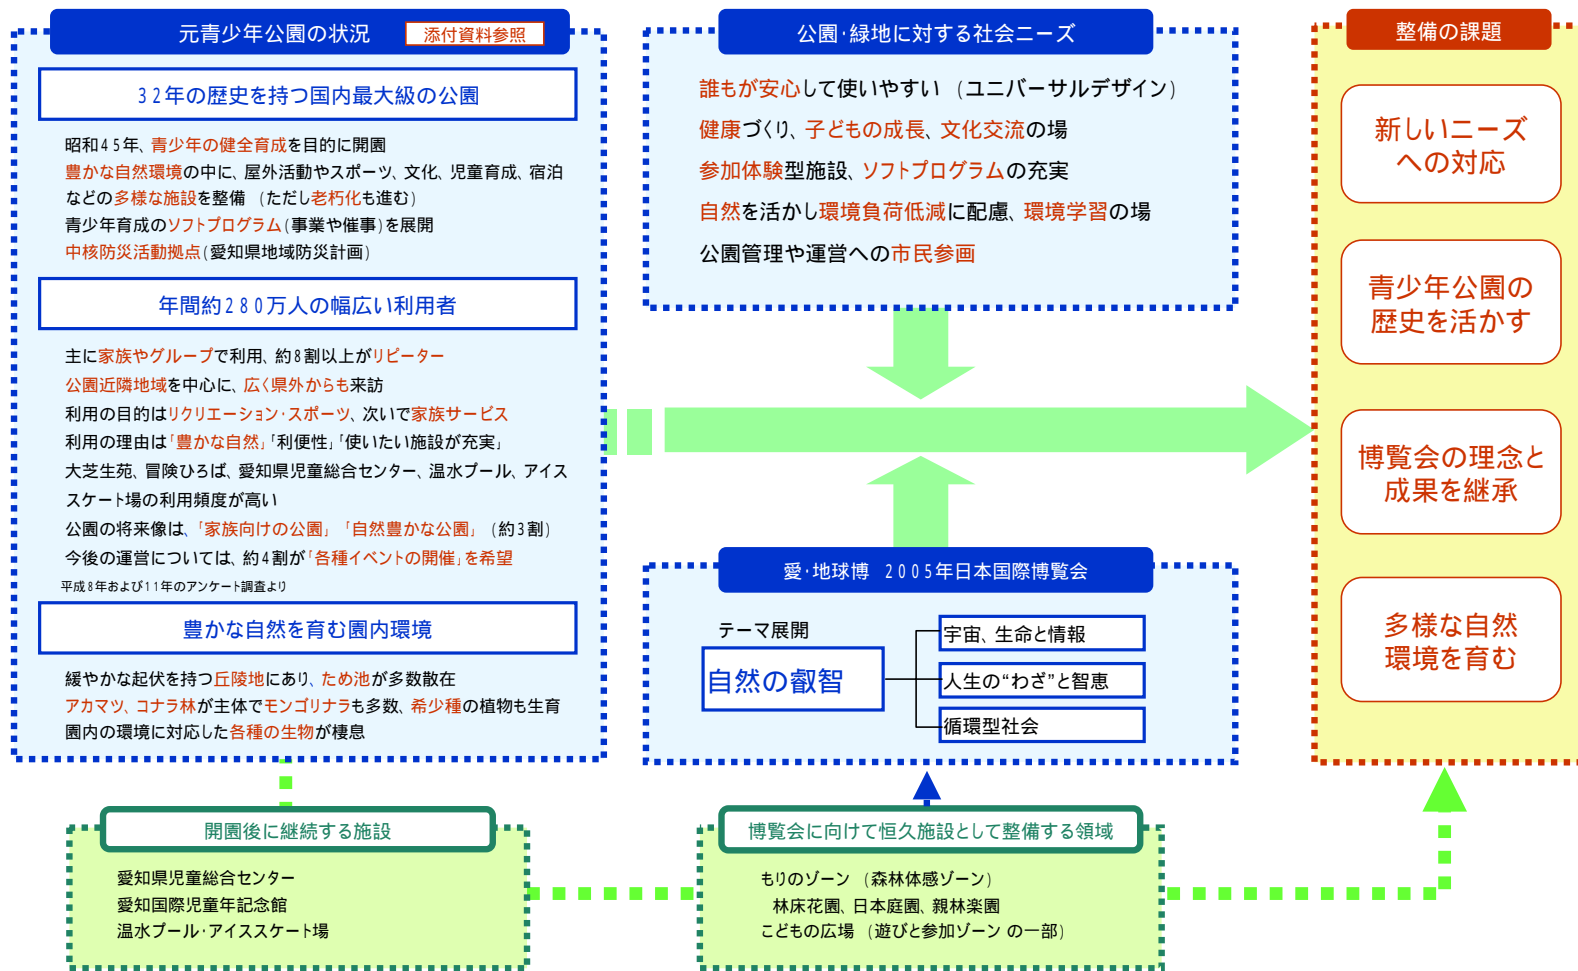 元青少年公園の状況
添付資料参照
32年の歴史を持つ国内最大級の公園
昭和45年、青少年の健全育成を目的に開園
豊かな自然環境の中に、屋外活動やスポーツ、文化、児童育成、宿泊
などの多様な施設を整備 (ただし老朽化も進む)
青少年育成のソフトプログラム(事業や催事)を展開
中核防災活動拠点(愛知県地域防災計画)
年間約280万人の幅広い利用者
主に家族やグループで利用、約8割以上がリピーター
公園近隣地域を中心に、広く県外からも来訪
利用の目的はリクリエーション・スポーツ、次いで家族サービス
利用の理由は「豊かな自然」「利便性」「使いたい施設が充実」
大芝生苑、冒険ひろば、愛知県児童総合センター、温水プール、アイス
スケート場の利用頻度が高い
公園の将来像は、「家族向けの公園」「自然豊かな公園」 (約3割)
今後の運営については、約4割が「各種イベントの開催」を希望
平成8年および11年のアンケート調査より
豊かな自然を育む園内環境
緩やかな起伏を持つ丘陵地にあり、ため池が多数散在
アカマツ、コナラ林が主体でモンゴリナラも多数、希少種の植物も生育
園内の環境に対応した各種の生物が棲息
公園・緑地に対する社会ニーズ
誰もが安心して使いやすい (ユニバーサルデザイン)
健康づくり、子どもの成長、文化交流の場
参加体験型施設、ソフトプログラムの充実
自然を活かし環境負荷低減に配慮、環境学習の場
公園管理や運営への市民参画
愛・地球博 2005年日本国際博覧会
テーマ展開
自然の叡智
宇宙、生命と情報
人生の“わざ”と智恵
循環型社会
整備の課題
新しいニーズ
への対応
青少年公園の
歴史を活かす
博覧会の理念と
成果を継承
多様な自然
環境を育む
開園後に継続する施設
愛知県児童総合センター
愛知国際児童年記念館
温水プール・アイススケート場
博覧会に向けて恒久施設として整備する領域
もりのゾーン (森林体感ゾーン)
林床花園、日本庭園、親林楽園
こどもの広場 (遊びと参加ゾーン の一部)